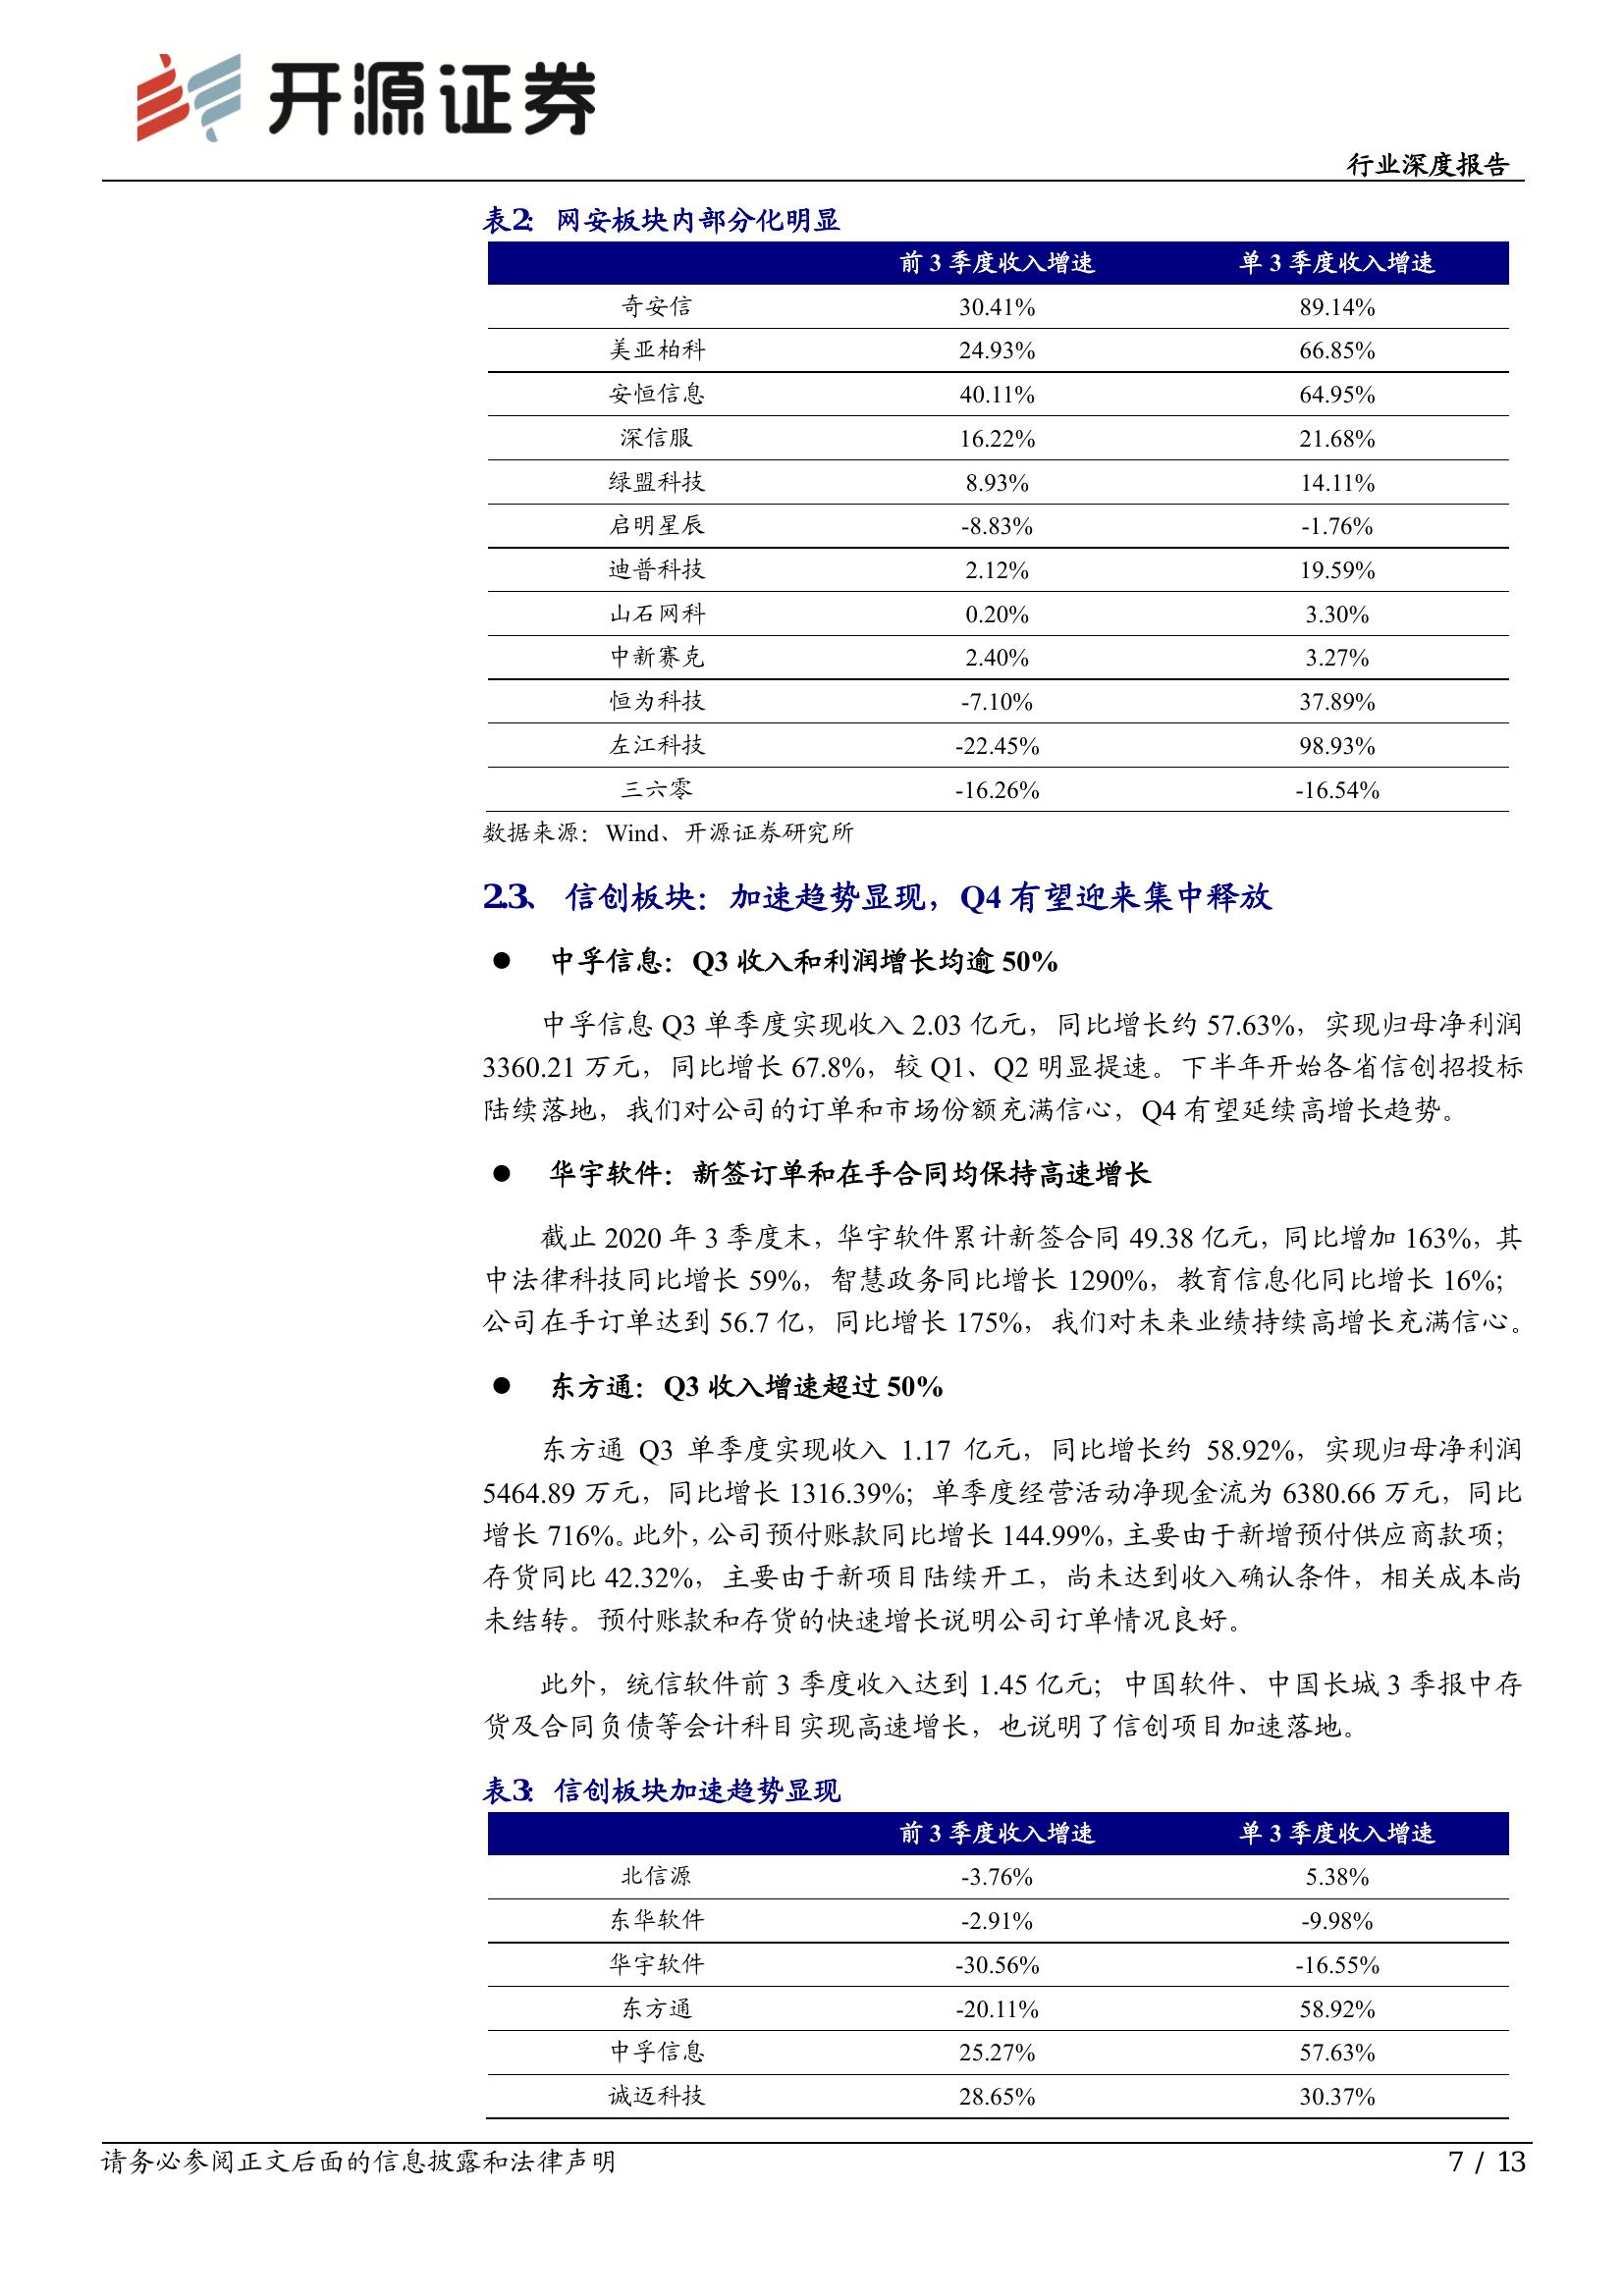 开源证券
行业深度报告
表2： 网安板块内部分化明显
前 3 季度收入增速 单 3 季度收入增速
奇安信 30.41% 89.14%
美亚柏科 24.93% 66.85%
安恒信息 40.11% 64.95%
深信服 16.22% 21.68%
绿盟科技 8.93% 14.11%
启明星辰 -8.83% -1.76%
迪普科技 2.12% 19.59%
山石网科 0.20% 3.30%
中新赛克 2.40% 3.27%
恒为科技 -7.10% 37.89%
左江科技 -22.45% 98.93%
三六零 -16.26% -16.54%
数据来源：Wind、开源证券研究所
2.3、 信创板块：加速趋势显现，Q4 有望迎来集中释放
● 中孚信息：Q3 收入和利润增长均逾 50%
中孚信息 Q3 单季度实现收入 2.03 亿元，同比增长约 57.63%，实现归母净利润
3360.21 万元，同比增长 67.8%，较 Q1、Q2 明显提速。下半年开始各省信创招投标
陆续落地，我们对公司的订单和市场份额充满信心，Q4 有望延续高增长趋势。
● 华宇软件：新签订单和在手合同均保持高速增长
截止 2020 年 3 季度末，华宇软件累计新签合同 49.38 亿元，同比增加 163%，其
中法律科技同比增长 59%，智慧政务同比增长 1290%，教育信息化同比增长 16%；
公司在手订单达到 56.7 亿，同比增长 175%，我们对未来业绩持续高增长充满信心。
● 东方通：Q3 收入增速超过 50%
东方通 Q3 单季度实现收入 1.17 亿元，同比增长约 58.92%，实现归母净利润
5464.89 万元，同比增长 1316.39%；单季度经营活动净现金流为 6380.66 万元，同比
增长 716%。此外，公司预付账款同比增长 144.99%，主要由于新增预付供应商款项；
存货同比 42.32%，主要由于新项目陆续开工，尚未达到收入确认条件，相关成本尚
未结转。预付账款和存货的快速增长说明公司订单情况良好。
此外，统信软件前 3 季度收入达到 1.45 亿元；中国软件、中国长城 3 季报中存
货及合同负债等会计科目实现高速增长，也说明了信创项目加速落地。
表3： 信创板块加速趋势显现
前 3 季度收入增速 单 3 季度收入增速
北信源 -3.76% 5.38%
东华软件 -2.91% -9.98%
华宇软件 -30.56% -16.55%
东方通 -20.11% 58.92%
中孚信息 25.27% 57.63%
诚迈科技 28.65% 30.37%
请务必参阅正文后面的信息披露和法律声明 7 / 13